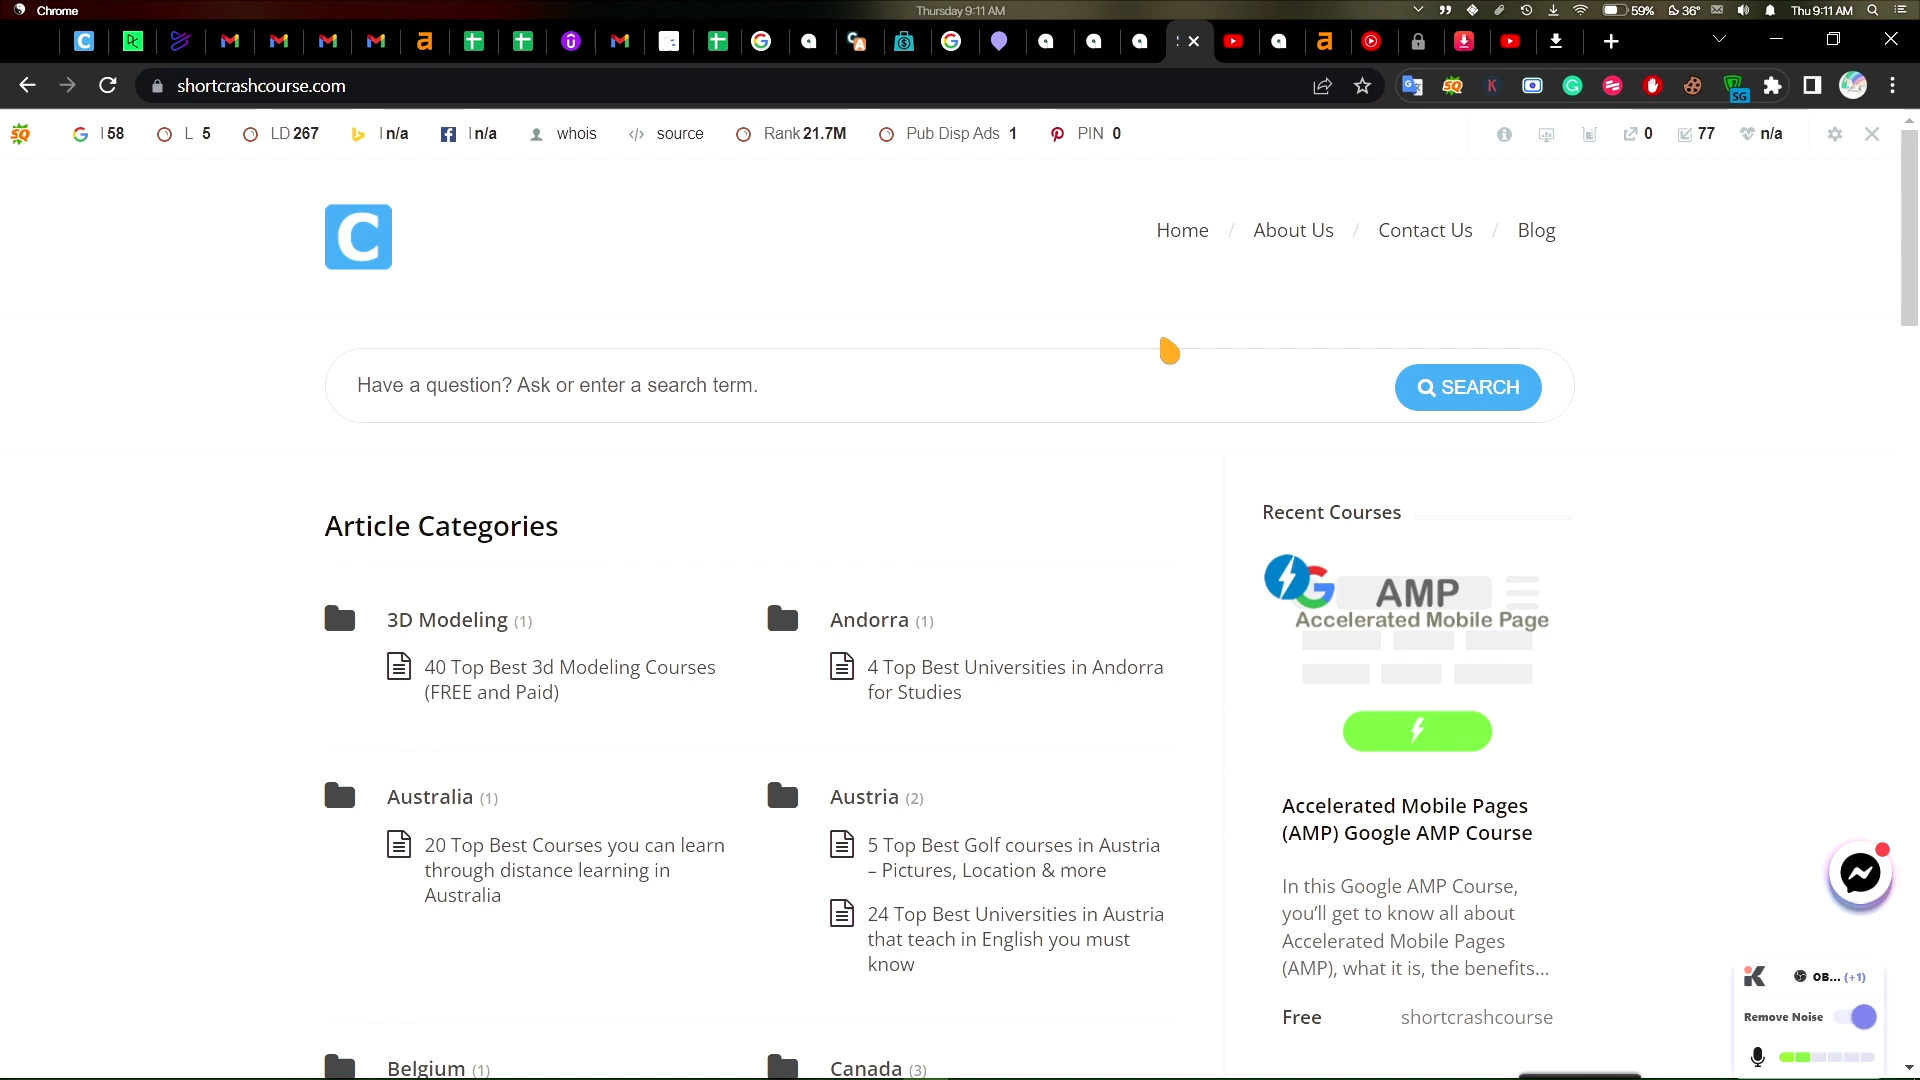 Chrome
Thursday 9:11 AM
59%
36°
Thu 9:11 AM
shortcrashcourse.com
I 58
L 5
LD 267
I n/a
I n/a
whois
source
Rank 21.7M
Pub Disp Ads 1
PIN 0
0
77
n/a
SG
C
Home / About Us / Contact Us / Blog
Have a question? Ask or enter a search term.
SEARCH
Article Categories
3D Modeling (1)
40 Top Best 3d Modeling Courses
(FREE and Paid)
Andorra (1)
4 Top Best Universities in Andorra
for Studies
Australia (1)
20 Top Best Courses you can learn
through distance learning in
Australia
Austria (2)
5 Top Best Golf courses in Austria
– Pictures, Location & more
24 Top Best Universities in Austria
that teach in English you must
know
Belgium (1)
Canada (3)
Recent Courses
AMP
Accelerated Mobile Page
Accelerated Mobile Pages
(AMP) Google AMP Course
In this Google AMP Course,
you'll get to know all about
Accelerated Mobile Pages
(AMP), what it is, the benefits...
Free
shortcrashcourse
OB... (+1)
Remove Noise